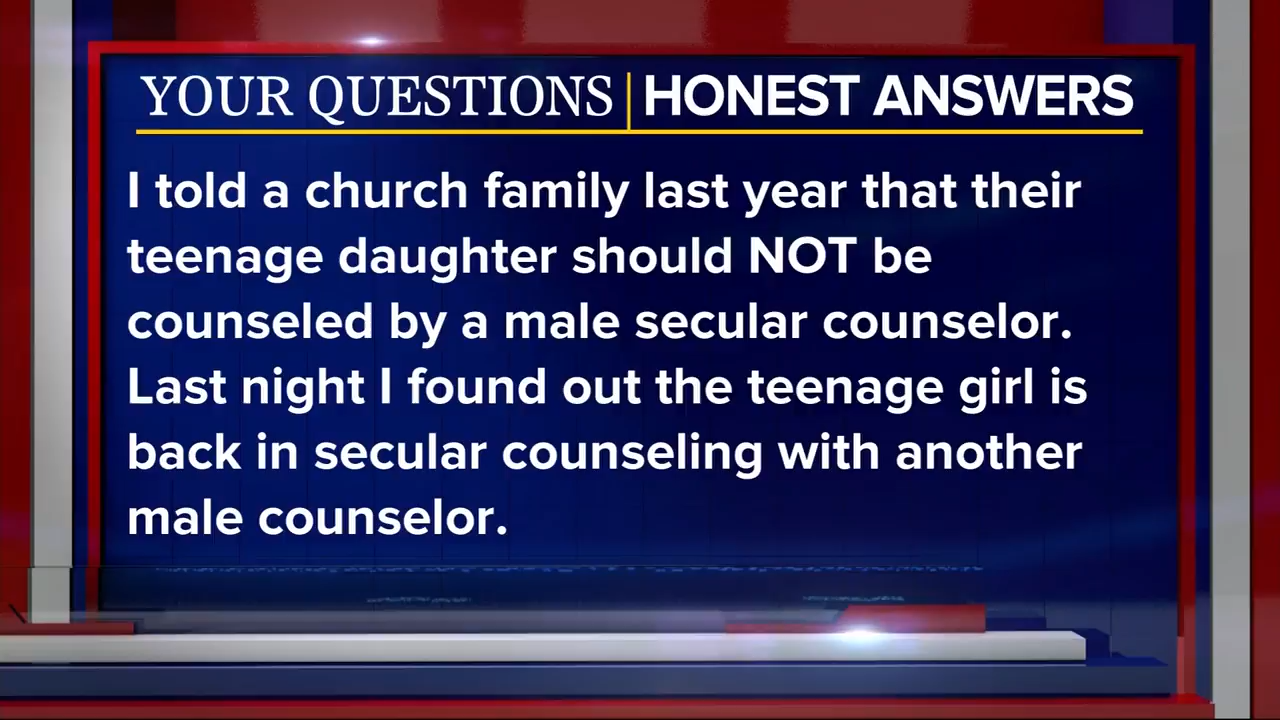 YOUR QUESTIONS | HONEST ANSWERS
I told a church family last year that their
teenage daughter should NOT be
counseled by a male secular counselor.
Last night I found out the teenage girl is
back in secular counseling with another
male counselor.